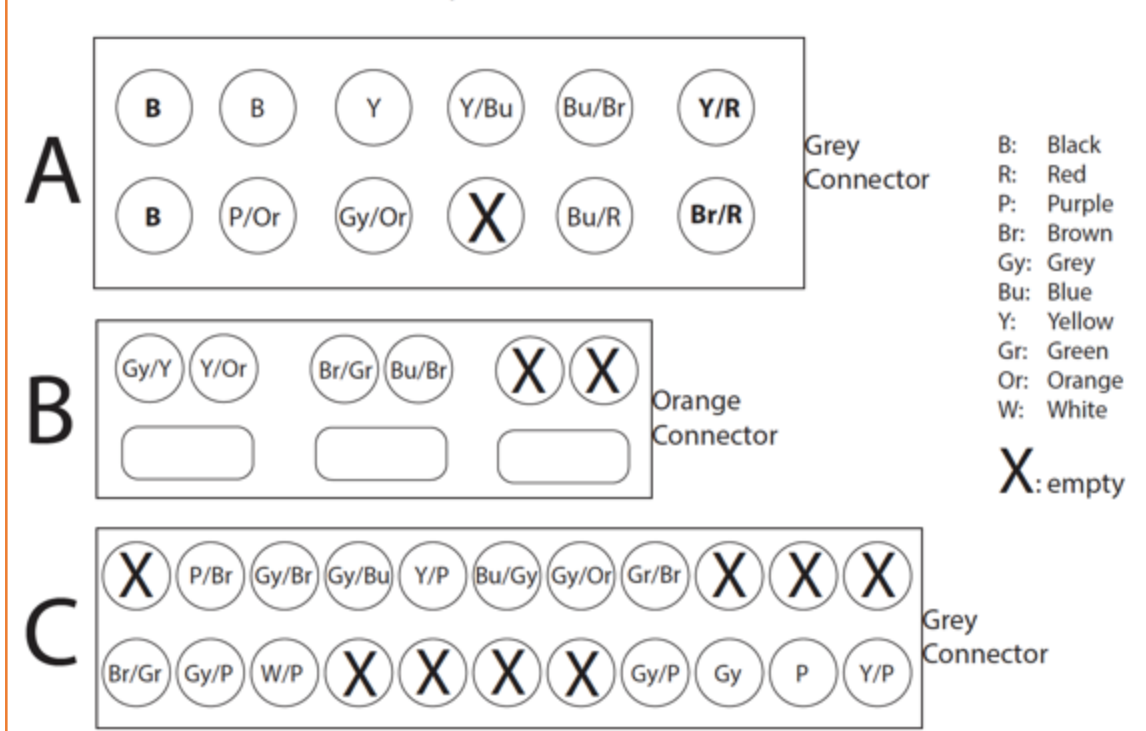 A
B B Y Y/Bu Bu/Br Y/R
B P/Or Gy/Or X Bu/R Br/R
Grey
Connector
B
Gy/Y Y/Or Br/Gr Bu/Br X X
Orange
Connector
C
X P/Br Gy/Br Gy/Bu Y/P Bu/Gy Gy/Or Gr/Br X X X
Br/Gr Gy/P W/P X X X X Gy/P Gy P Y/P
Grey
Connector
B: Black
R: Red
P: Purple
Br: Brown
Gy: Grey
Bu: Blue
Y: Yellow
Gr: Green
Or: Orange
W: White
X: empty